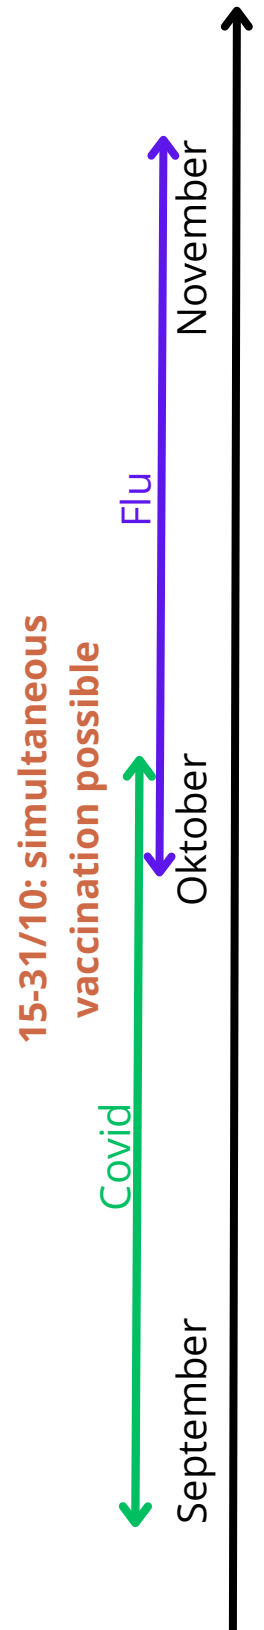 15-31/10: simultaneous
vaccination possible
Covid
Flu
September
Oktober
November